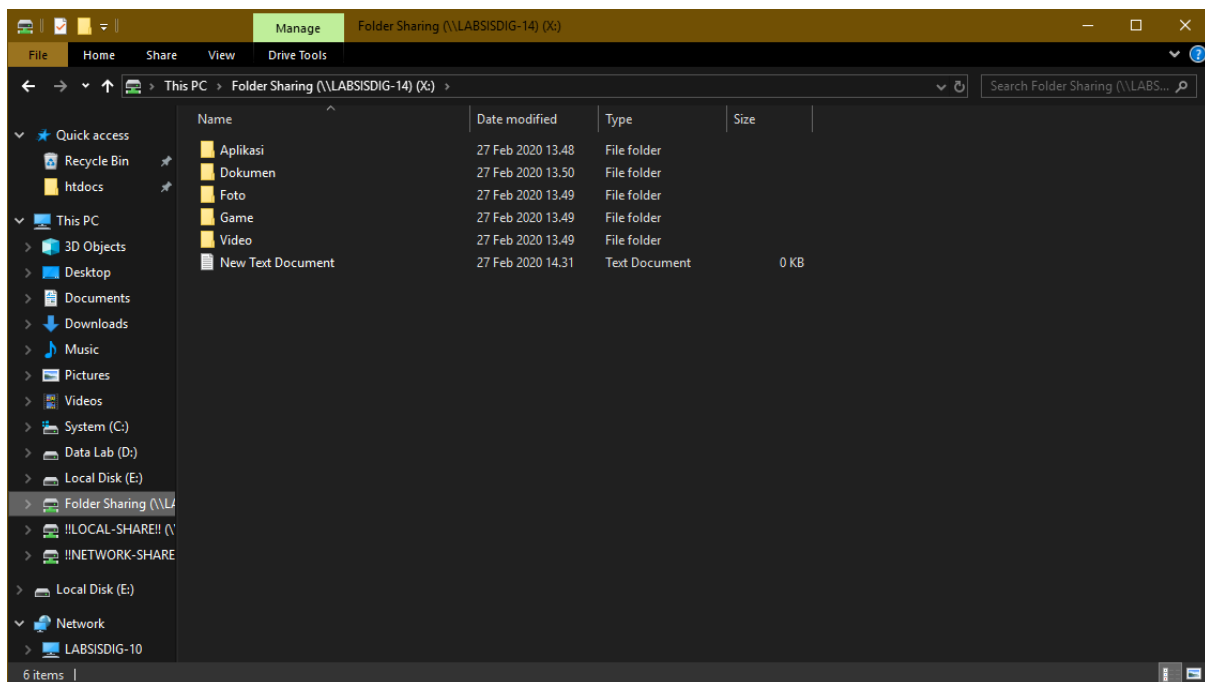 Manage Folder Sharing (\\LABSISDIG-14) (X:)
File Home Share View Drive Tools
This PC > Folder Sharing (\\LABSISDIG-14) (X:) > Search Folder Sharing (\\LABS...
Name Date modified Type Size
Quick access
Recycle Bin
htdocs
This PC
3D Objects
Desktop
Documents
Downloads
Music
Pictures
Videos
System (C:)
Data Lab (D:)
Local Disk (E:)
Folder Sharing (\\LA
!!LOCAL-SHARE!! (\
!!NETWORK-SHARE
Local Disk (E:)
Network
LABSISDIG-10
Aplikasi 27 Feb 2020 13.48 File folder
Dokumen 27 Feb 2020 13.50 File folder
Foto 27 Feb 2020 13.49 File folder
Game 27 Feb 2020 13.49 File folder
Video 27 Feb 2020 13.49 File folder
New Text Document 27 Feb 2020 14.31 Text Document 0 KB
6 items